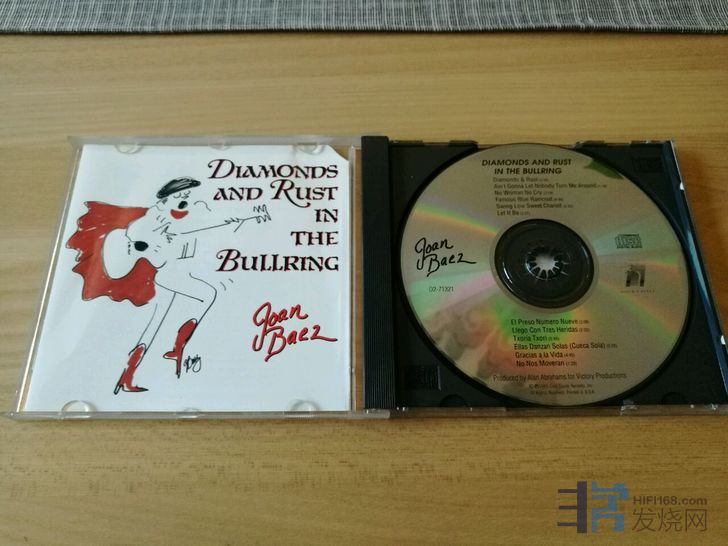 DIAMONDS
AND RUST
IN
THE
BULLRING
Joan
Baez
DIAMONDS AND RUST
IN THE BULLRING
Diamonds & Rust
Ain't Gonna Let Nobody Turn Me Around
No Woman No Cry
Famous Blue Raincoat
Swing Low Sweet Chariot
Let It Be
Joan
Baez
D2-71321
El Preso Numero Nueve
Llego Con Tres Heridas
Txoria Txori
Ellas Danzan Solas (Cueca Sola)
Gracias a la Vida
No Nos Moveran
Produced by Alan Abrahams for Victory Productions
HIFI168.com
发烧网